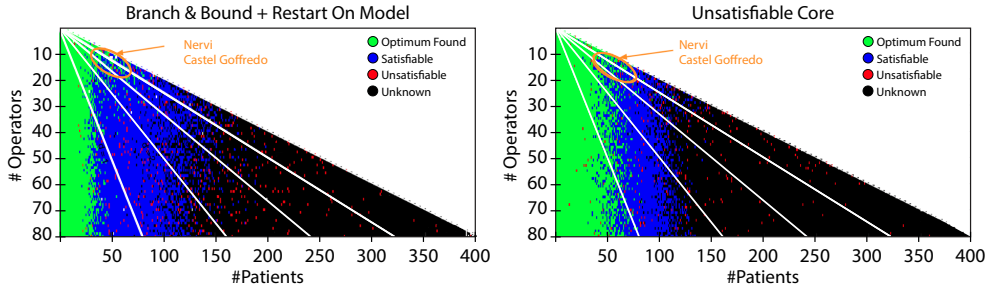 Branch & Bound + Restart On Model
Nervi
Castel Goffredo
Optimum Found
Satisfiable
Unsatisfiable
Unknown
# Operators
10
20
30
40
50
60
70
80
50
100
150
200
250
300
350
400
#Patients
Unsatisfiable Core
Nervi
Castel Goffredo
Optimum Found
Satisfiable
Unsatisfiable
Unknown
# Operators
10
20
30
40
50
60
70
80
50
100
150
200
250
300
350
400
#Patients